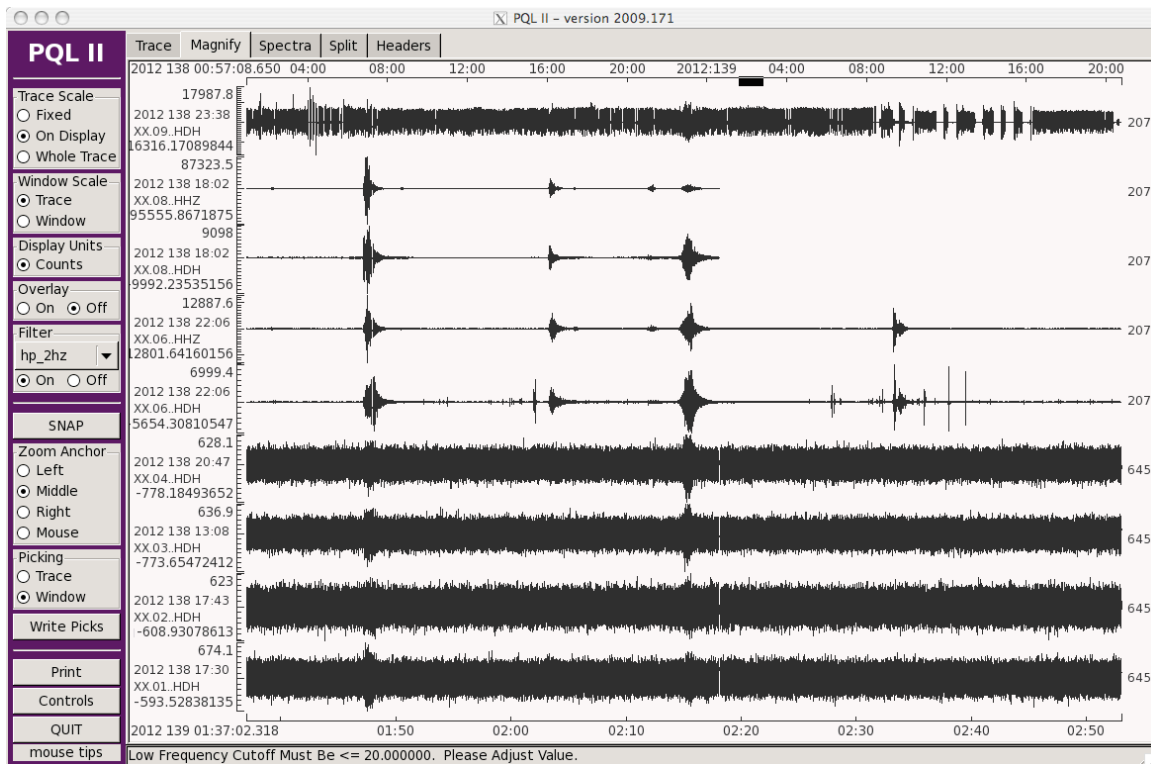 PQL II - version 2009.171
PQL II
Trace Magnify Spectra Split Headers
2012 138 00:57:08.650 04:00 08:00 12:00 16:00 20:00 2012:139 04:00 08:00 12:00 16:00 20:00
Trace Scale
Fixed
On Display
Whole Trace
Window Scale
Trace
Window
Display Units
Counts
Overlay
On Off
Filter
hp_2hz
On Off
SNAP
Zoom Anchor
Left
Middle
Right
Mouse
Picking
Trace
Window
Write Picks
Print
Controls
QUIT
mouse tips
17987.8
2012 138 23:38
XX.09..HDH
16316.17089844
207
87323.5
2012 138 18:02
XX.08..HHZ
95555.8671875
207
9098
2012 138 18:02
XX.08..HDH
-9992.23535156
207
12887.6
2012 138 22:06
XX.06..HHZ
12801.64160156
207
6999.4
2012 138 22:06
XX.06..HDH
-5654.30810547
207
628.1
2012 138 20:47
XX.04..HDH
-778.18493652
645
636.9
2012 138 13:08
XX.03..HDH
-773.65472412
645
623
2012 138 17:43
XX.02..HDH
-608.93078613
645
674.1
2012 138 17:30
XX.01..HDH
-593.52838135
645
2012 139 01:37:02.318 01:50 02:00 02:10 02:20 02:30 02:40 02:50
Low Frequency Cutoff Must Be <= 20.000000. Please Adjust Value.